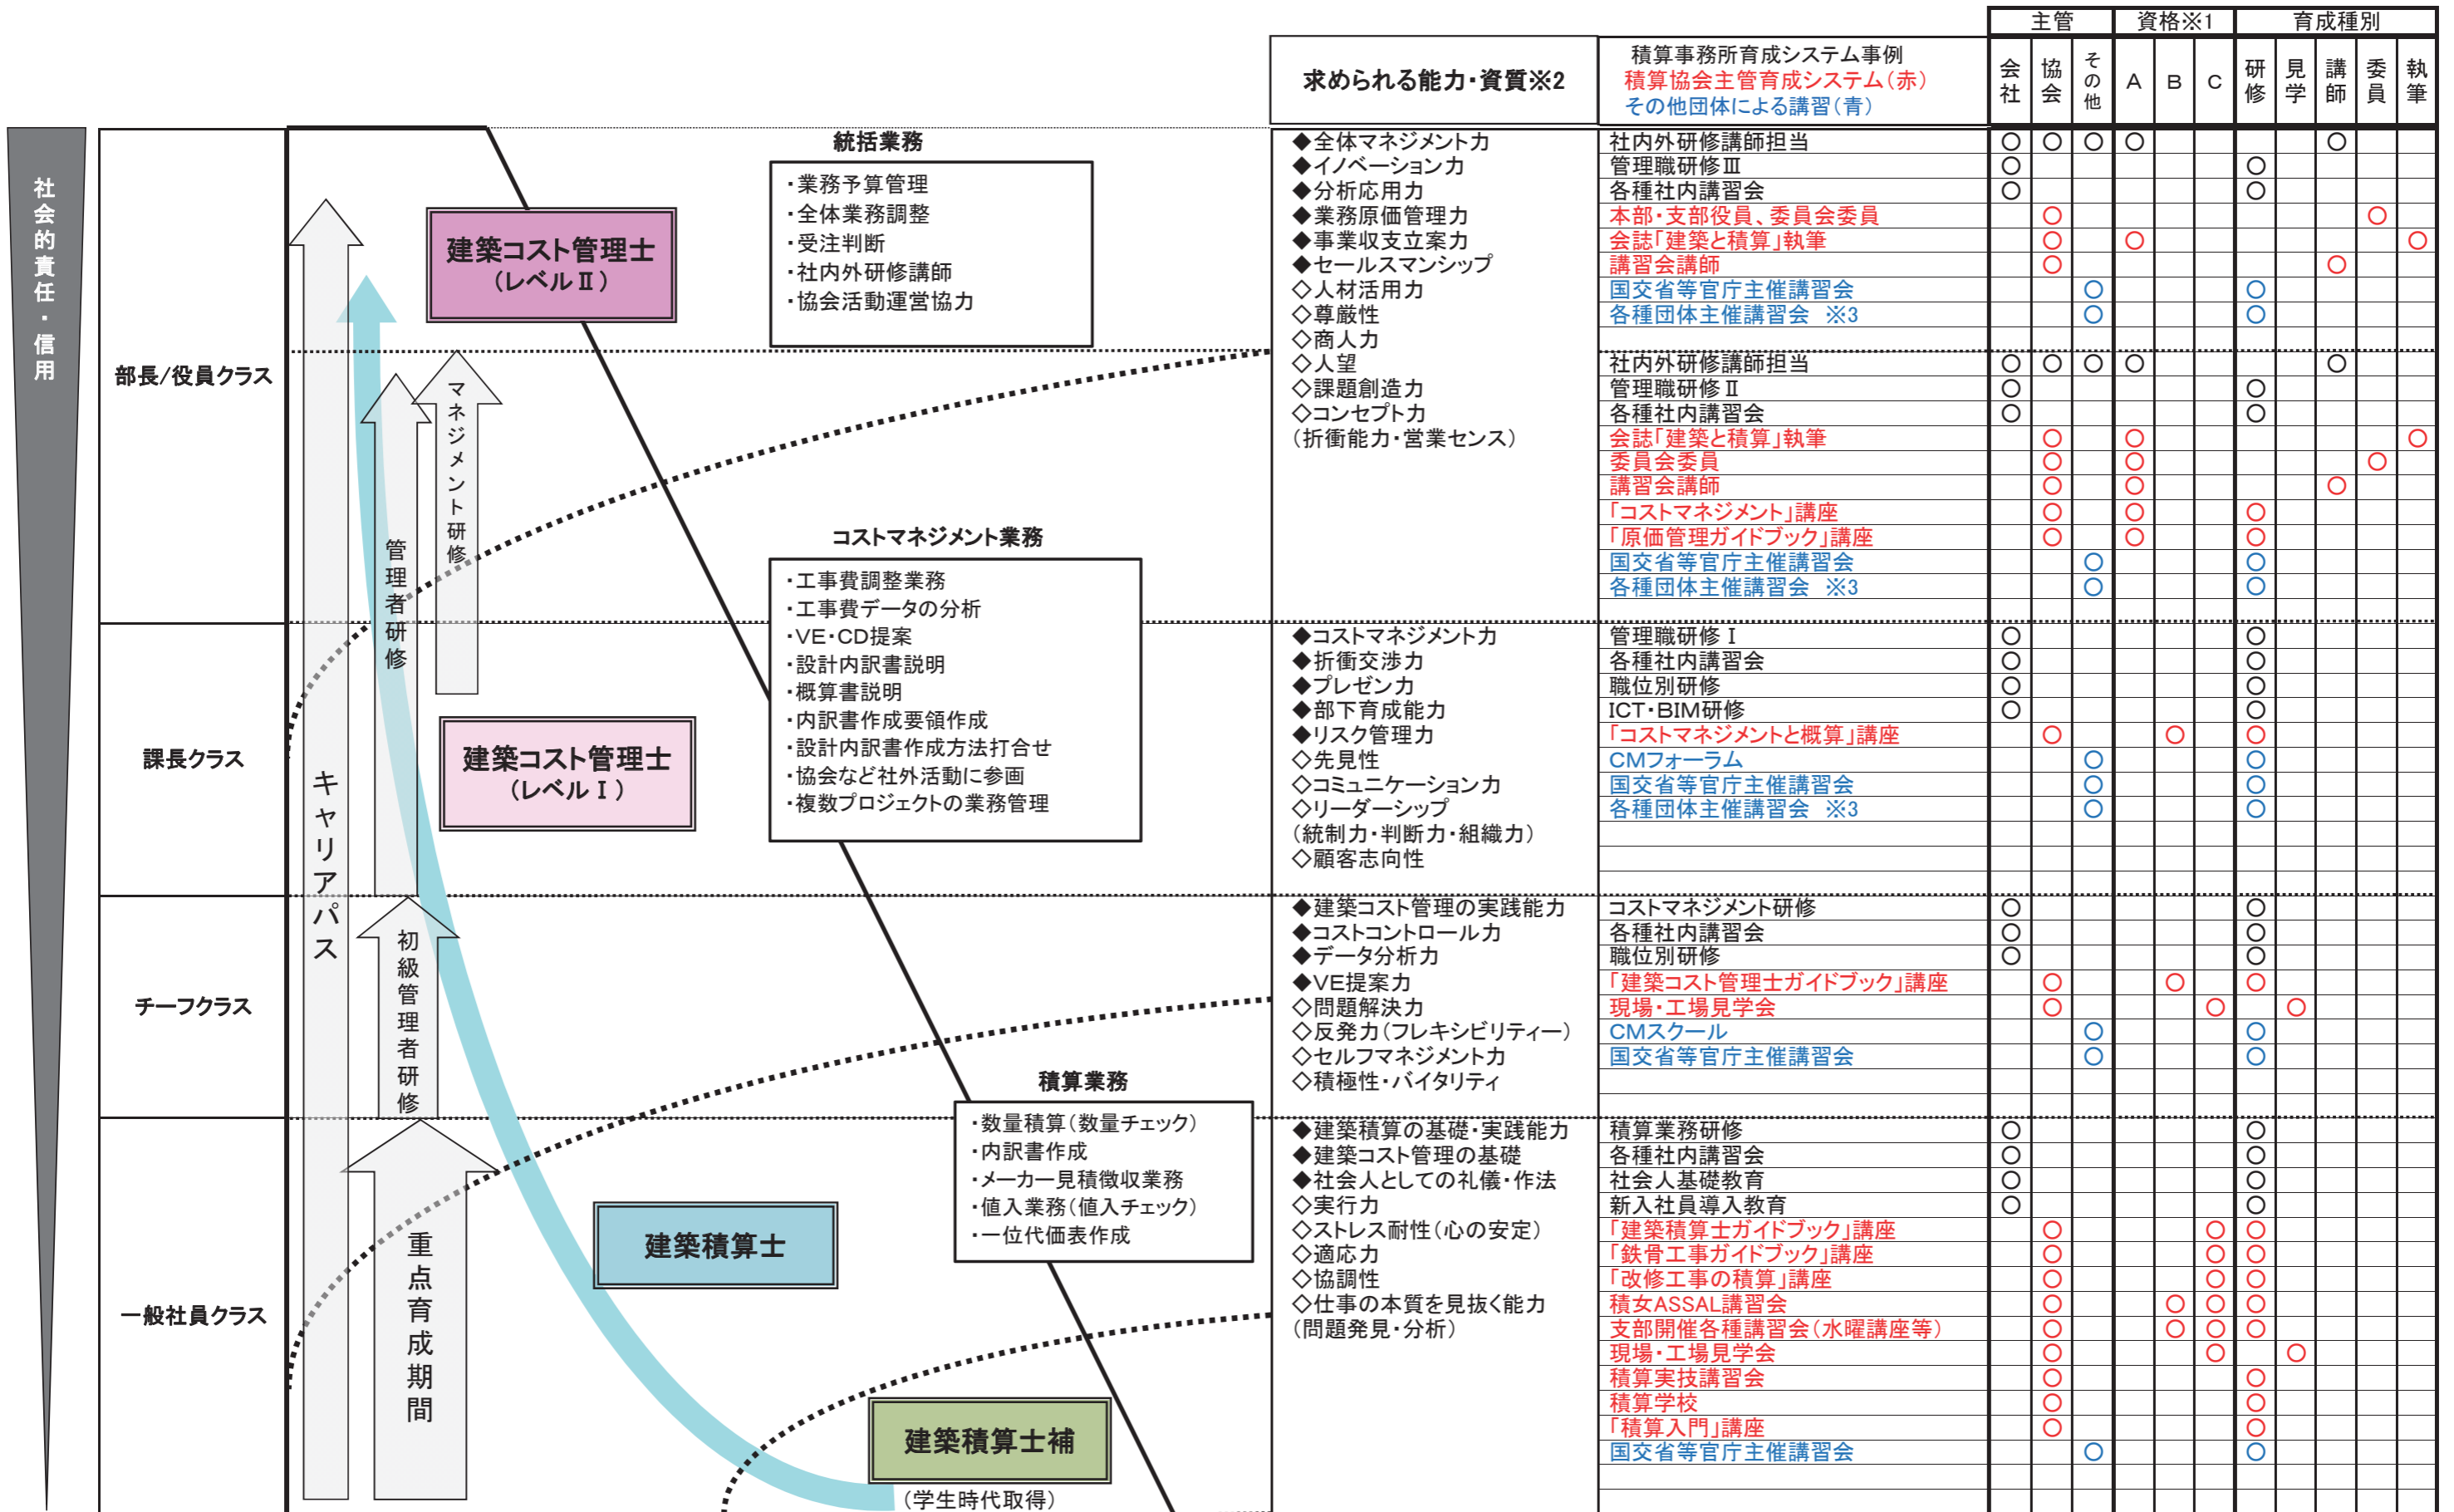 主管 資格※1 育成種別
求められる能力・資質※2
積算事務所育成システム事例
積算協会主管育成システム(赤)
その他団体による講習(青)
会社 協会 その他 A B C 研修 見学 講師 委員 執筆
社会的責任・信用
部長/役員クラス
課長クラス
チーフクラス
一般社員クラス
キャリアパス
管理者研修
マネジメント研修
初級管理者研修
重点育成期間
建築コスト管理士
(レベルⅡ)
建築コスト管理士
(レベルⅠ)
建築積算士
建築積算士補
(学生時代取得)
統括業務
・業務予算管理
・全体業務調整
・受注判断
・社内外研修講師
・協会活動運営協力
コストマネジメント業務
・工事費調整業務
・工事費データの分析
・VE・CD提案
・設計内訳書説明
・概算書説明
・内訳書作成要領作成
・設計内訳書作成方法打合せ
・協会など社外活動に参画
・複数プロジェクトの業務管理
積算業務
・数量積算(数量チェック)
・内訳書作成
・メーカー見積徴収業務
・値入業務(値入チェック)
・一位代価表作成
◆全体マネジメント力
◆イノベーション力
◆分析応用力
◆業務原価管理力
◆事業収支立案力
◆セールスマンシップ
◇人材活用力
◇尊厳性
◇商人力
◇人望
◇課題創造力
◇コンセプト力
(折衝能力・営業センス)
◆コストマネジメント力
◆折衝交渉力
◆プレゼン力
◆部下育成能力
◆リスク管理力
◇先見性
◇コミュニケーション力
◇リーダーシップ
(統制力・判断力・組織力)
◇顧客志向性
◆建築コスト管理の実践能力
◆コストコントロール力
◆データ分析力
◆VE提案力
◇問題解決力
◇反発力(フレキシビリティー)
◇セルフマネジメント力
◇積極性・バイタリティ
◆建築積算の基礎・実践能力
◆建築コスト管理の基礎
◆社会人としての礼儀・作法
◇実行力
◇ストレス耐性(心の安定)
◇適応力
◇協調性
◇仕事の本質を見抜く能力
(問題発見・分析)
社内外研修講師担当 ○ ○ ○ ○ ○
管理職研修Ⅲ ○ ○
各種社内講習会 ○ ○
本部・支部役員、委員会委員 ○ ○
会誌「建築と積算」執筆 ○ ○ ○
講習会講師 ○ ○
国交省等官庁主催講習会 ○ ○
各種団体主催講習会 ※3 ○ ○
社内外研修講師担当 ○ ○ ○ ○ ○
管理職研修Ⅱ ○ ○
各種社内講習会 ○ ○
会誌「建築と積算」執筆 ○ ○ ○
委員会委員 ○ ○ ○
講習会講師 ○ ○ ○
「コストマネジメント」講座 ○ ○ ○
「原価管理ガイドブック」講座 ○ ○ ○
国交省等官庁主催講習会 ○ ○
各種団体主催講習会 ※3 ○ ○
管理職研修Ⅰ ○ ○
各種社内講習会 ○ ○
職位別研修 ○ ○
ICT・BIM研修 ○ ○
「コストマネジメントと概算」講座 ○ ○ ○
CMフォーラム ○ ○
国交省等官庁主催講習会 ○ ○
各種団体主催講習会 ※3 ○ ○
コストマネジメント研修 ○ ○
各種社内講習会 ○ ○
職位別研修 ○ ○
「建築コスト管理士ガイドブック」講座 ○ ○ ○
現場・工場見学会 ○ ○ ○
CMスクール ○ ○
国交省等官庁主催講習会 ○ ○
積算業務研修 ○ ○
各種社内講習会 ○ ○
社会人基礎教育 ○ ○
新入社員導入教育 ○ ○
「建築積算士ガイドブック」講座 ○ ○ ○
「鉄骨工事ガイドブック」講座 ○ ○ ○
「改修工事の積算」講座 ○ ○ ○
積女ASSAL講習会 ○ ○ ○ ○
支部開催各種講習会(水曜講座等) ○ ○ ○ ○
現場・工場見学会 ○ ○ ○
積算実技講習会 ○ ○
積算学校 ○ ○
「積算入門」講座 ○ ○
国交省等官庁主催講習会 ○ ○